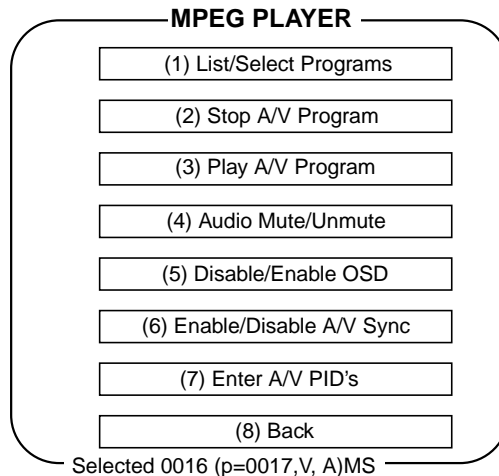 MPEG PLAYER
(1) List/Select Programs
(2) Stop A/V Program
(3) Play A/V Program
(4) Audio Mute/Unmute
(5) Disable/Enable OSD
(6) Enable/Disable A/V Sync
(7) Enter A/V PID's
(8) Back
Selected 0016 (p=0017,V, A)MS